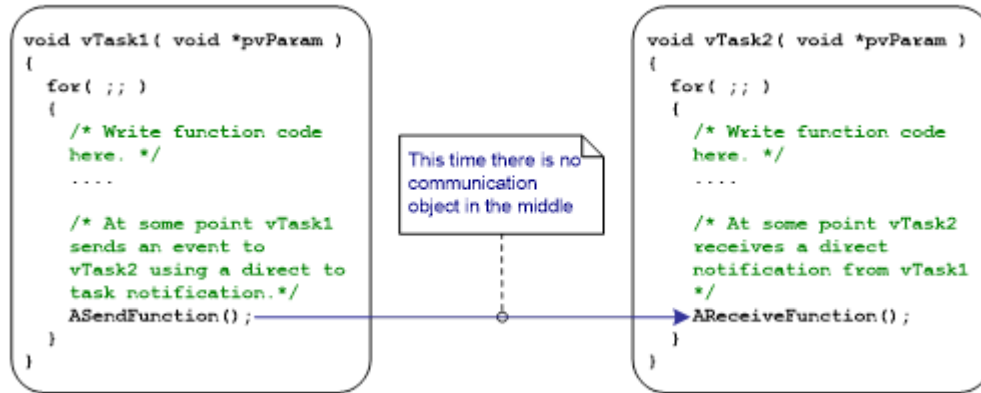 void vTask1( void *pvParam )
{
for( ;; )
{
/* Write function code
here. */
....
/* At some point vTask1
sends an event to
vTask2 using a direct to
task notification.*/
ASendFunction();
}
}
This time there is no
communication
object in the middle
void vTask2( void *pvParam )
{
for( ;; )
{
/* Write function code
here. */
....
/* At some point vTask2
receives a direct
notification from vTask1
*/
AReceiveFunction();
}
}